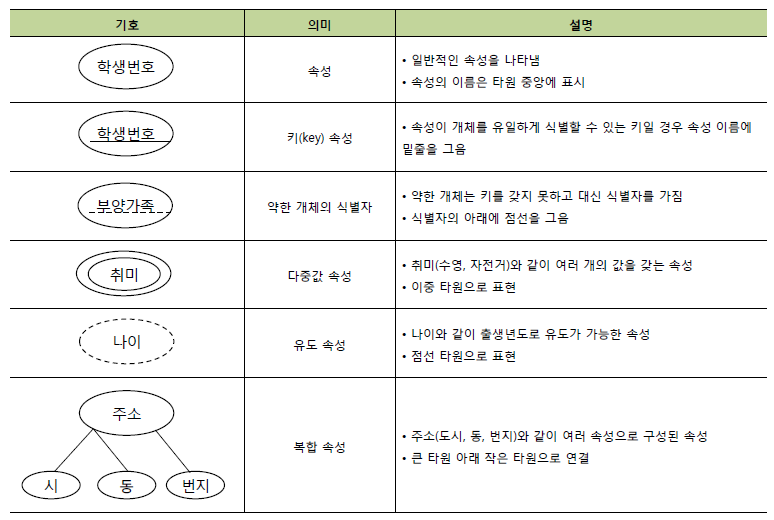 기호 의미 설명
학생번호 속성 • 일반적인 속성을 나타냄
• 속성의 이름은 타원 중앙에 표시
학생번호 키(key) 속성 • 속성이 개체를 유일하게 식별할 수 있는 키일 경우 속성 이름에
밑줄을 그음
부양가족 약한 개체의 식별자 • 약한 개체는 키를 갖지 못하고 대신 식별자를 가짐
• 식별자의 아래에 점선을 그음
취미 다중값 속성 • 취미(수영, 자전거)와 같이 여러 개의 값을 갖는 속성
• 이중 타원으로 표현
나이 유도 속성 • 나이와 같이 출생년도로 유도가 가능한 속성
• 점선 타원으로 표현
주소 복합 속성 • 주소(도시, 동, 번지)와 같이 여러 속성으로 구성된 속성
• 큰 타원 아래 작은 타원으로 연결
시 동 번지